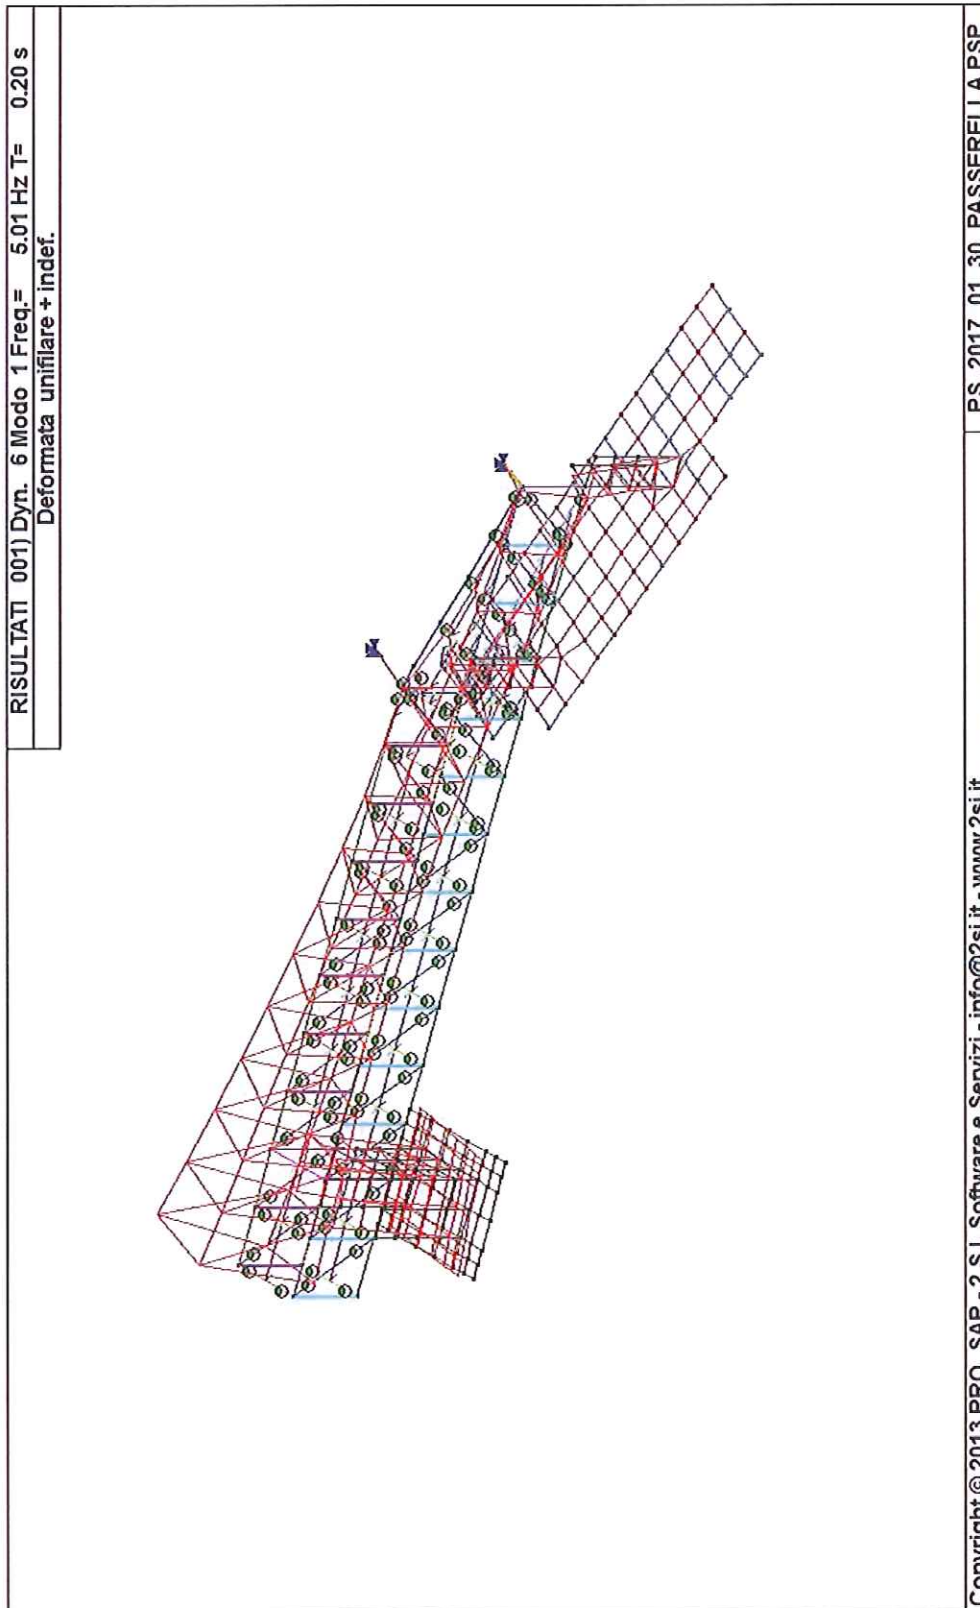 RISULTATI 001) Dyn. 6 Modo 1 Freq.= 5.01 Hz T= 0.20 s
Deformata unifilare + indef.
Copyright © 2013 PRO_SAP - 2 S.I. Software e Servizi - info@2si.it - www.2si.it
PS_2017_01_30_PASSERELLA.PSP